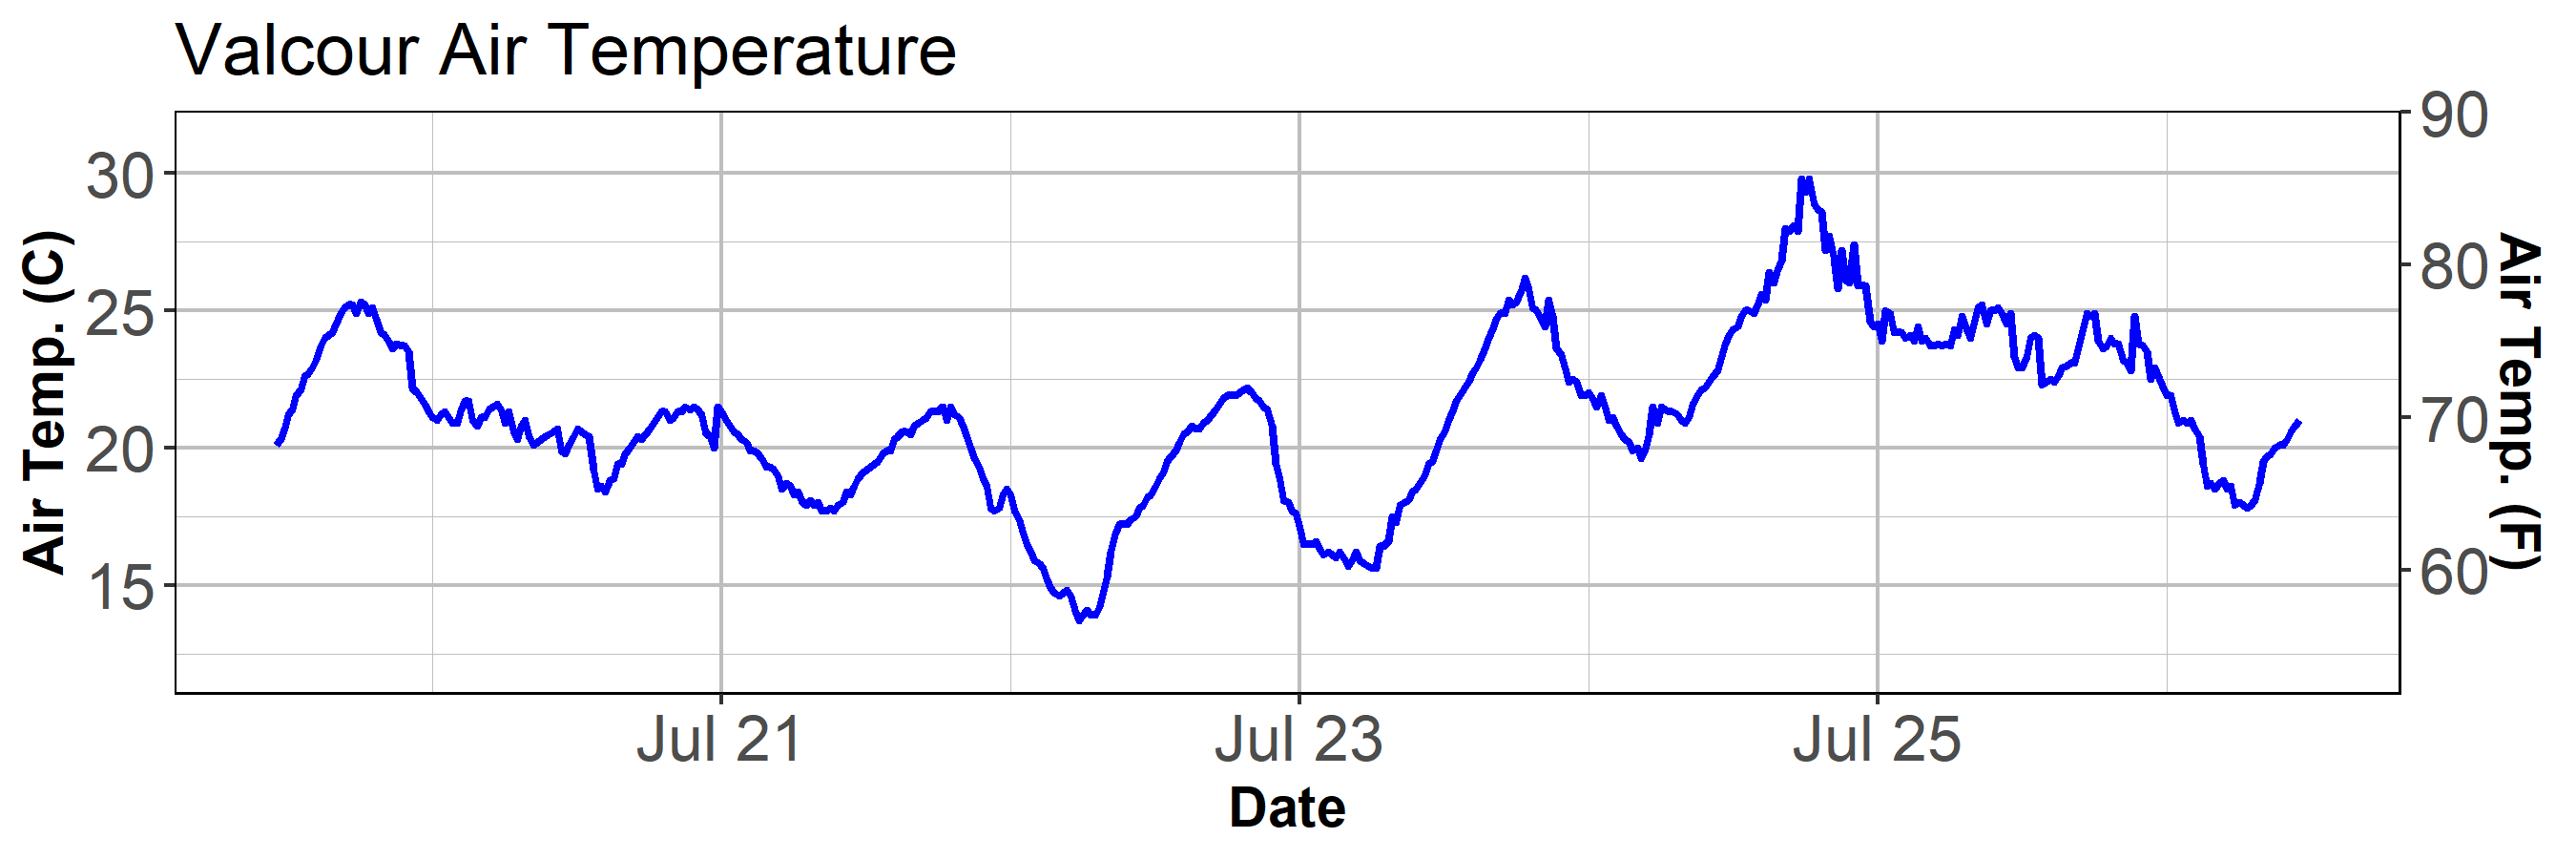 Valcour Air Temperature
Air Temp. (C)
30
25
20
15
90
80
70
60
Air Temp. (F)
Jul 21
Jul 23
Jul 25
Date